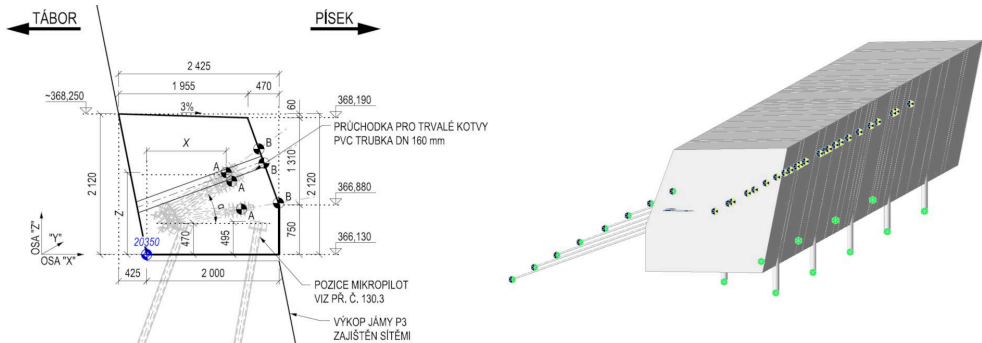 TÁBOR
PÍSEK
2 425
1 955
470
~368,250
3%
368,190
60
PRŮCHODKA PRO TRVALÉ KOTVY
PVC TRUBKA DN 160 mm
X
B
A
B
A
1 310
2 120
2 120
B
366,880
Z
α
A
OSA "Z"
"Y"
OSA "X"
20350
470
495
750
366,130
425
2 000
POZICE MIKROPILOT
VIZ PŘ. Č. 130.3
VÝKOP JÁMY P3
ZAJIŠTĚN SÍTĚMI